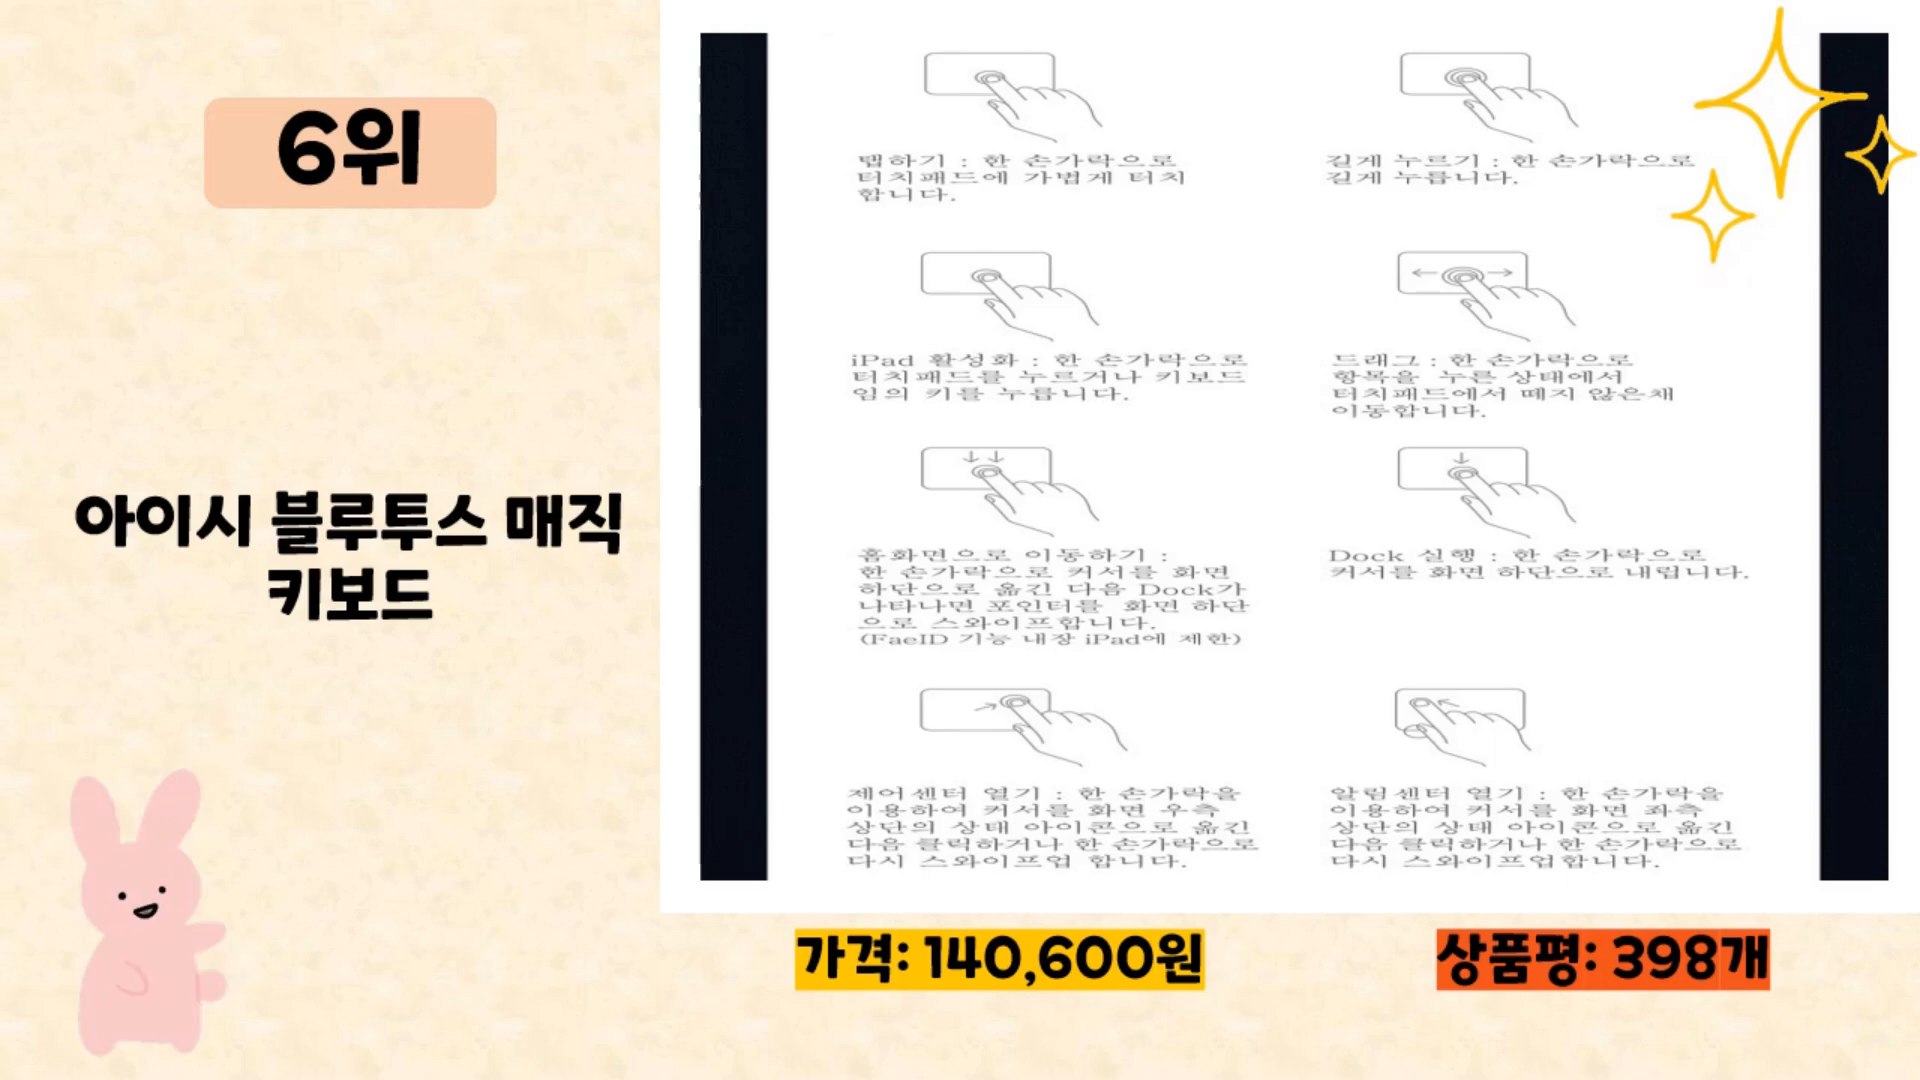 6위
아이시 블루투스 매직
키보드
탭하기 : 한 손가락으로
터치패드에 가볍게 터치
합니다.
길게 누르기 : 한 손가락으로
길게 누릅니다.
iPad 활성화 : 한 손가락으로
터치패드를 누르거나 키보드
임의 키를 누릅니다.
드래그 : 한 손가락으로
항목을 누른 상태에서
터치패드에서 떼지 않은채
이동합니다.
홈화면으로 이동하기 :
한 손가락으로 커서를 화면
하단으로 옮긴 다음 Dock가
나타나면 포인터를 화면 하단
으로 스와이프합니다.
(FaeID 기능 내장 iPad에 제한)
Dock 실행 : 한 손가락으로
커서를 화면 하단으로 내립니다.
제어센터 열기 : 한 손가락을
이용하여 커서를 화면 우측
상단의 상태 아이콘으로 옮긴
다음 클릭하거나 한 손가락으로
다시 스와이프업 합니다.
알림센터 열기 : 한 손가락을
이용하여 커서를 화면 좌측
상단의 상태 아이콘으로 옮긴
다음 클릭하거나 한 손가락으로
다시 스와이프업합니다.
가격: 140,600원
상품평: 398개